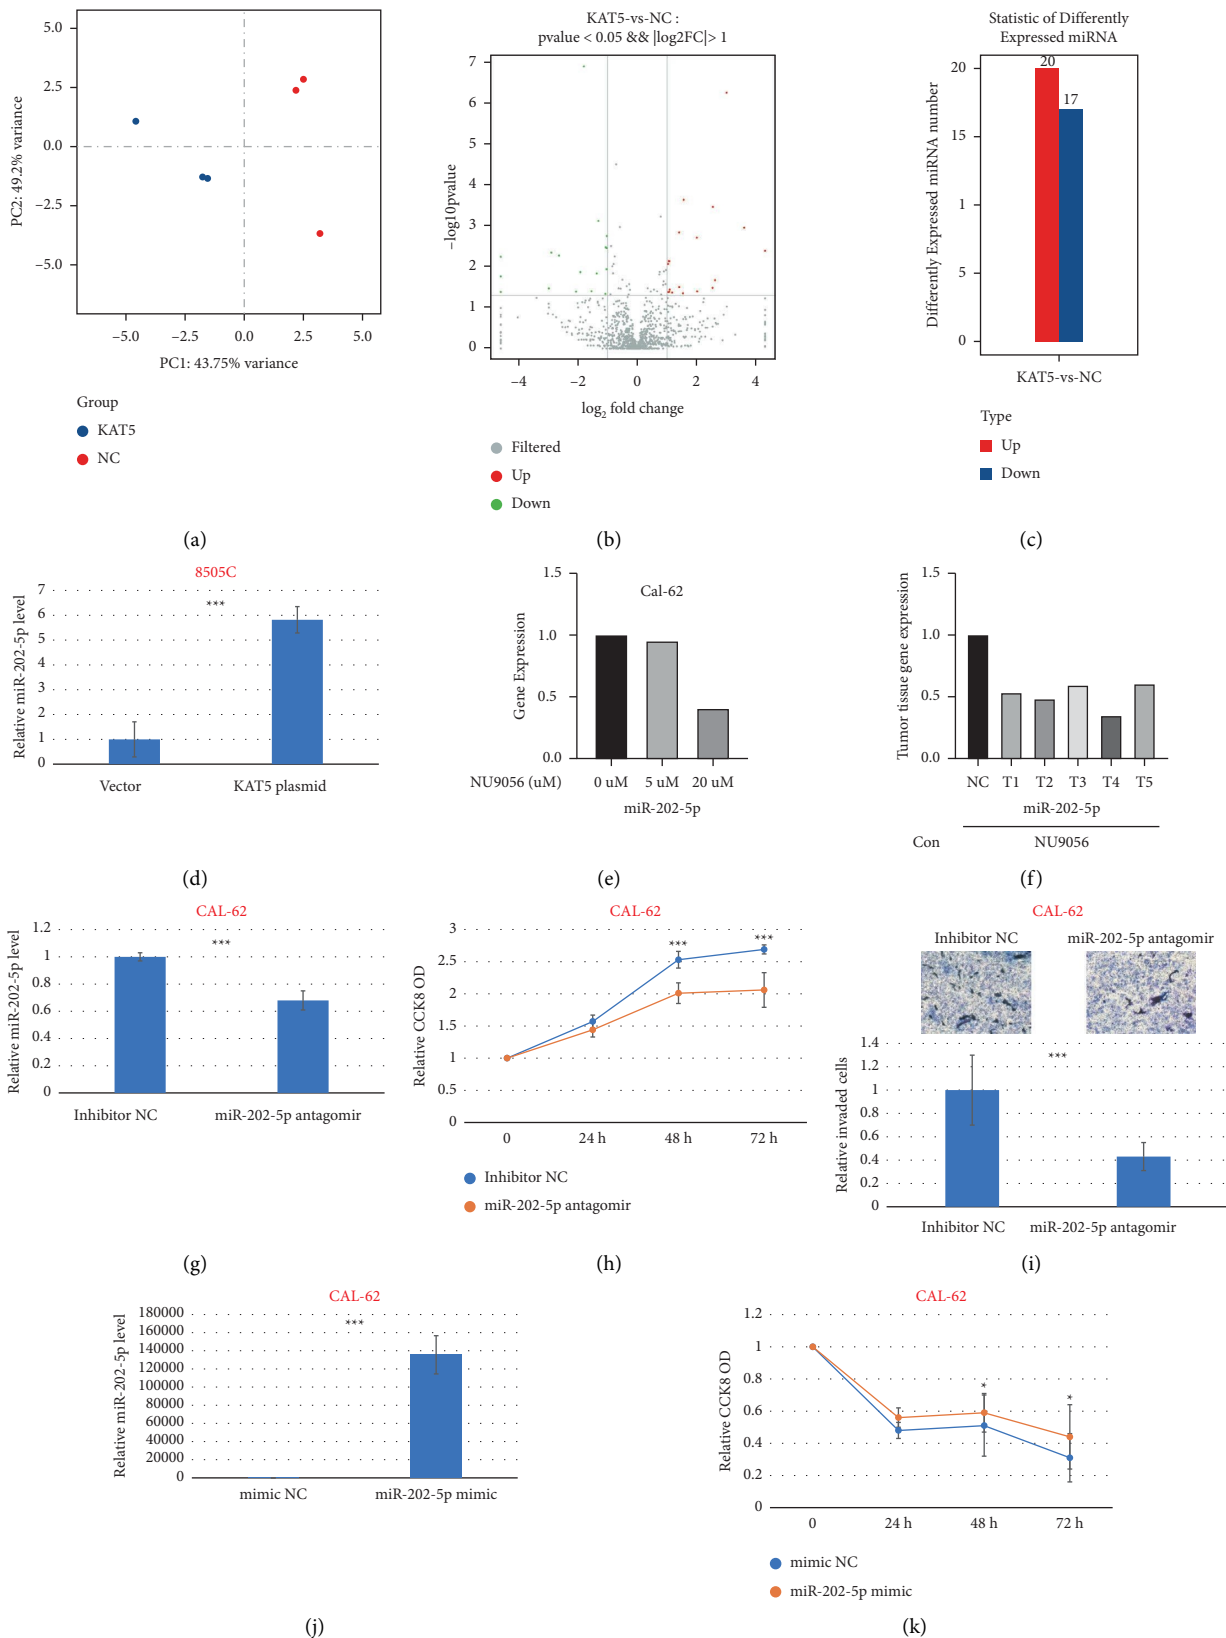 5.0
2.5
0.0
−2.5
−5.0
PC2: 49.2% variance
−5.0 −2.5 0.0 2.5 5.0
PC1: 43.75% variance
Group
KAT5
NC
(a)
KAT5-vs-NC :
pvalue < 0.05 && |log2FC| > 1
7
6
5
4
3
2
1
0
−log10pvalue
−4 −2 0 2 4
log2 fold change
Filtered
Up
Down
(b)
Statistic of Differently
Expressed miRNA
20
15
1
5
0
Differently Expressed miRNA number
20
17
KAT5-vs-NC
Type
Up
Down
(c)
8505C
7
6
5
4
3
2
1
0
Relative miR-202-5p level
***
Vector KAT5 plasmid
(d)
1.5
1.0
0.5
0.0
Gene Expression
Cal-62
NU9056 (uM) 0 uM 5 uM 20 uM
miR-202-5p
(e)
1.5
1.0
0.5
0.0
Tumor tissue gene expression
NC T1 T2 T3 T4 T5
miR-202-5p
Con NU9056
(f)
CAL-62
1.2
1
0.8
0.6
0.4
0.2
0
Relative miR-202-5p level
***
Inhibitor NC miR-202-5p antagomir
(g)
CAL-62
3
2.5
2
1.5
1
0.5
0
Relative CCK8 OD
*** ***
0 24 h 48 h 72 h
Inhibitor NC
miR-202-5p antagomir
(h)
CAL-62
Inhibitor NC miR-202-5p antagomir
1.4
1.2
1
0.8
0.6
0.4
0.2
0
Relative invaded cells
***
Inhibitor NC miR-202-5p antagomir
(i)
CAL-62
180000
160000
140000
120000
100000
80000
60000
40000
20000
0
Relative miR-202-5p level
***
mimic NC miR-202-5p mimic
(j)
CAL-62
1.2
1
0.8
0.6
0.4
0.2
0
Relative CCK8 OD
* *
0 24 h 48 h 72 h
mimic NC
miR-202-5p mimic
(k)